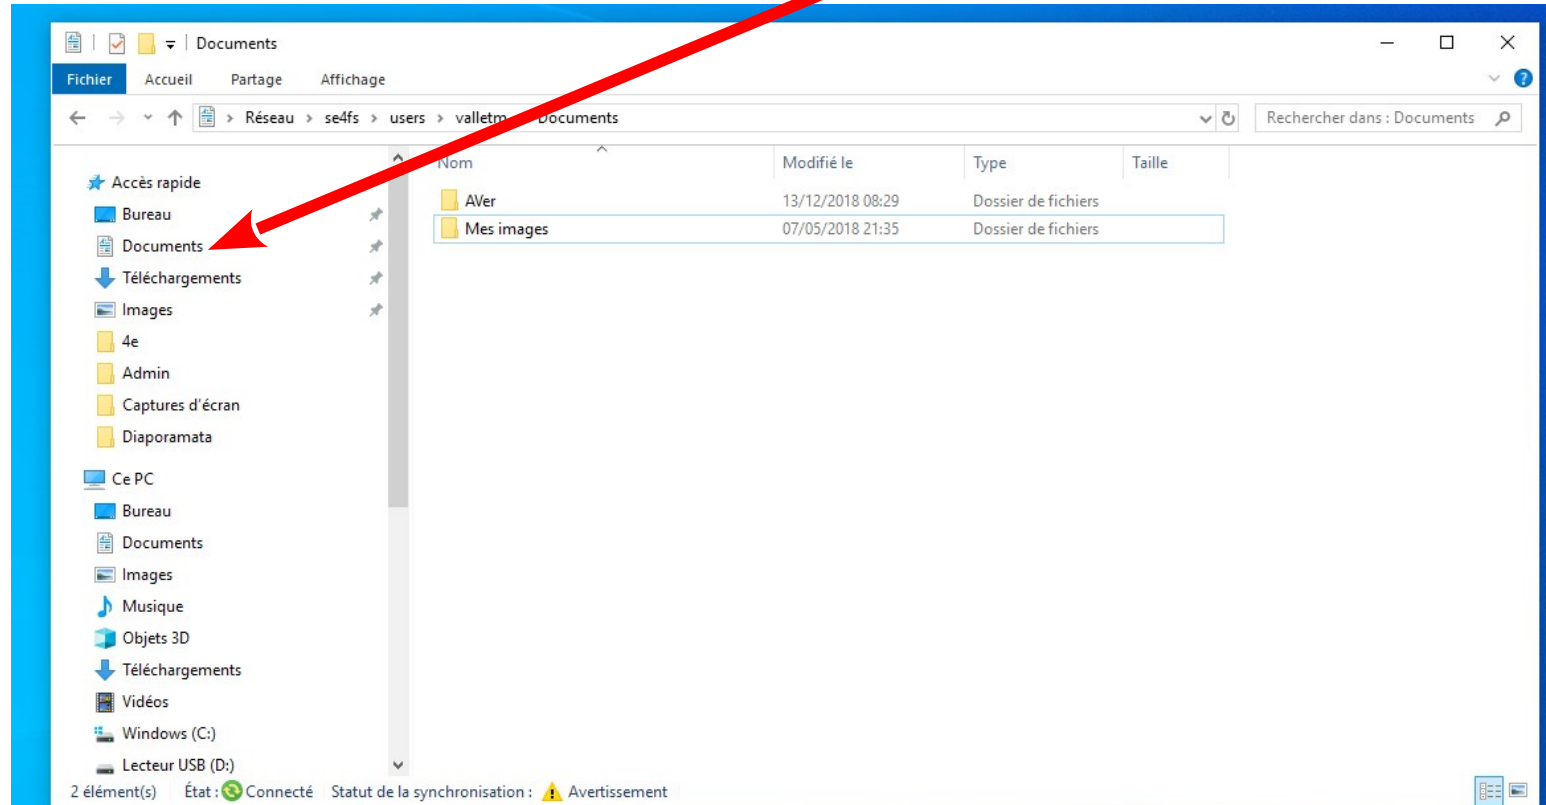 Documents
Fichier Accueil Partage Affichage
Réseau > se4fs > users > valletm Documents Rechercher dans : Documents
Nom Modifié le Type Taille
Accès rapide
Bureau
Documents
Téléchargements
Images
4e
Admin
Captures d'écran
Diaporamata
Ce PC
Bureau
Documents
Images
Musique
Objets 3D
Téléchargements
Vidéos
Windows (C:)
Lecteur USB (D:)
AVer 13/12/2018 08:29 Dossier de fichiers
Mes images 07/05/2018 21:35 Dossier de fichiers
2 élément(s) État : Connecté Statut de la synchronisation : Avertissement